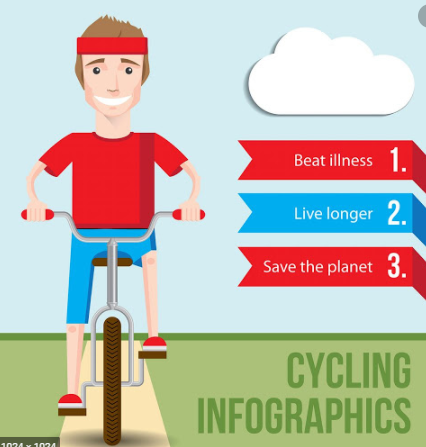 Beat illness 1.
Live longer 2.
Save the planet 3.
CYCLING
INFOGRAPHICS
1024 x 1024